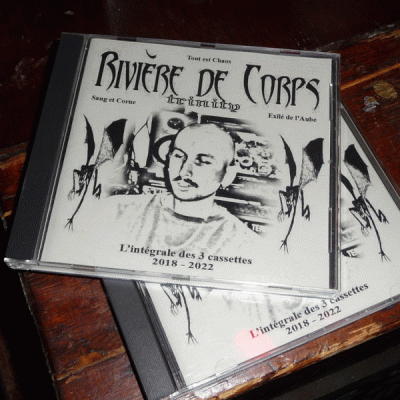 Tout est Chaos
RIVIÈRE DE CORPS
trinity
Sang et Corne
Exilé de l'Aube
L'intégrale des 3 cassettes
2018 - 2022
L'intégrale des 3 cassettes
2018 - 2022